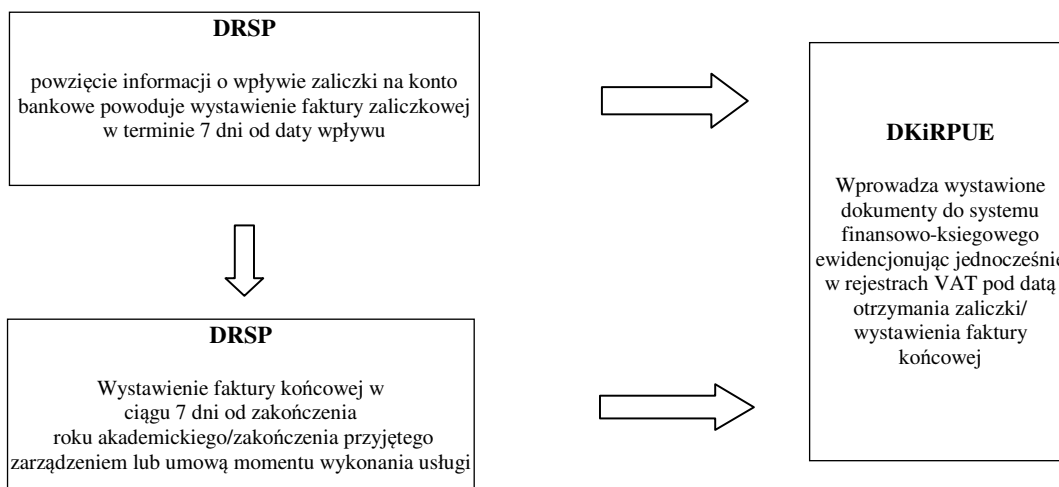 DRSP
powzięcie informacji o wpływie zaliczki na konto
bankowe powoduje wystawienie faktury zaliczkowej
w terminie 7 dni od daty wpływu
DRSP
Wystawienie faktury końcowej w
ciągu 7 dni od zakończenia
roku akademickiego/zakończenia przyjętego
zarządzeniem lub umową momentu wykonania usługi
DKiRPUE
Wprowadza wystawione
dokumenty do systemu
finansowo-ksiegowego
ewidencjonując jednocześnie
w rejestrach VAT pod datą
otrzymania zaliczki/
wystawienia faktury
końcowej